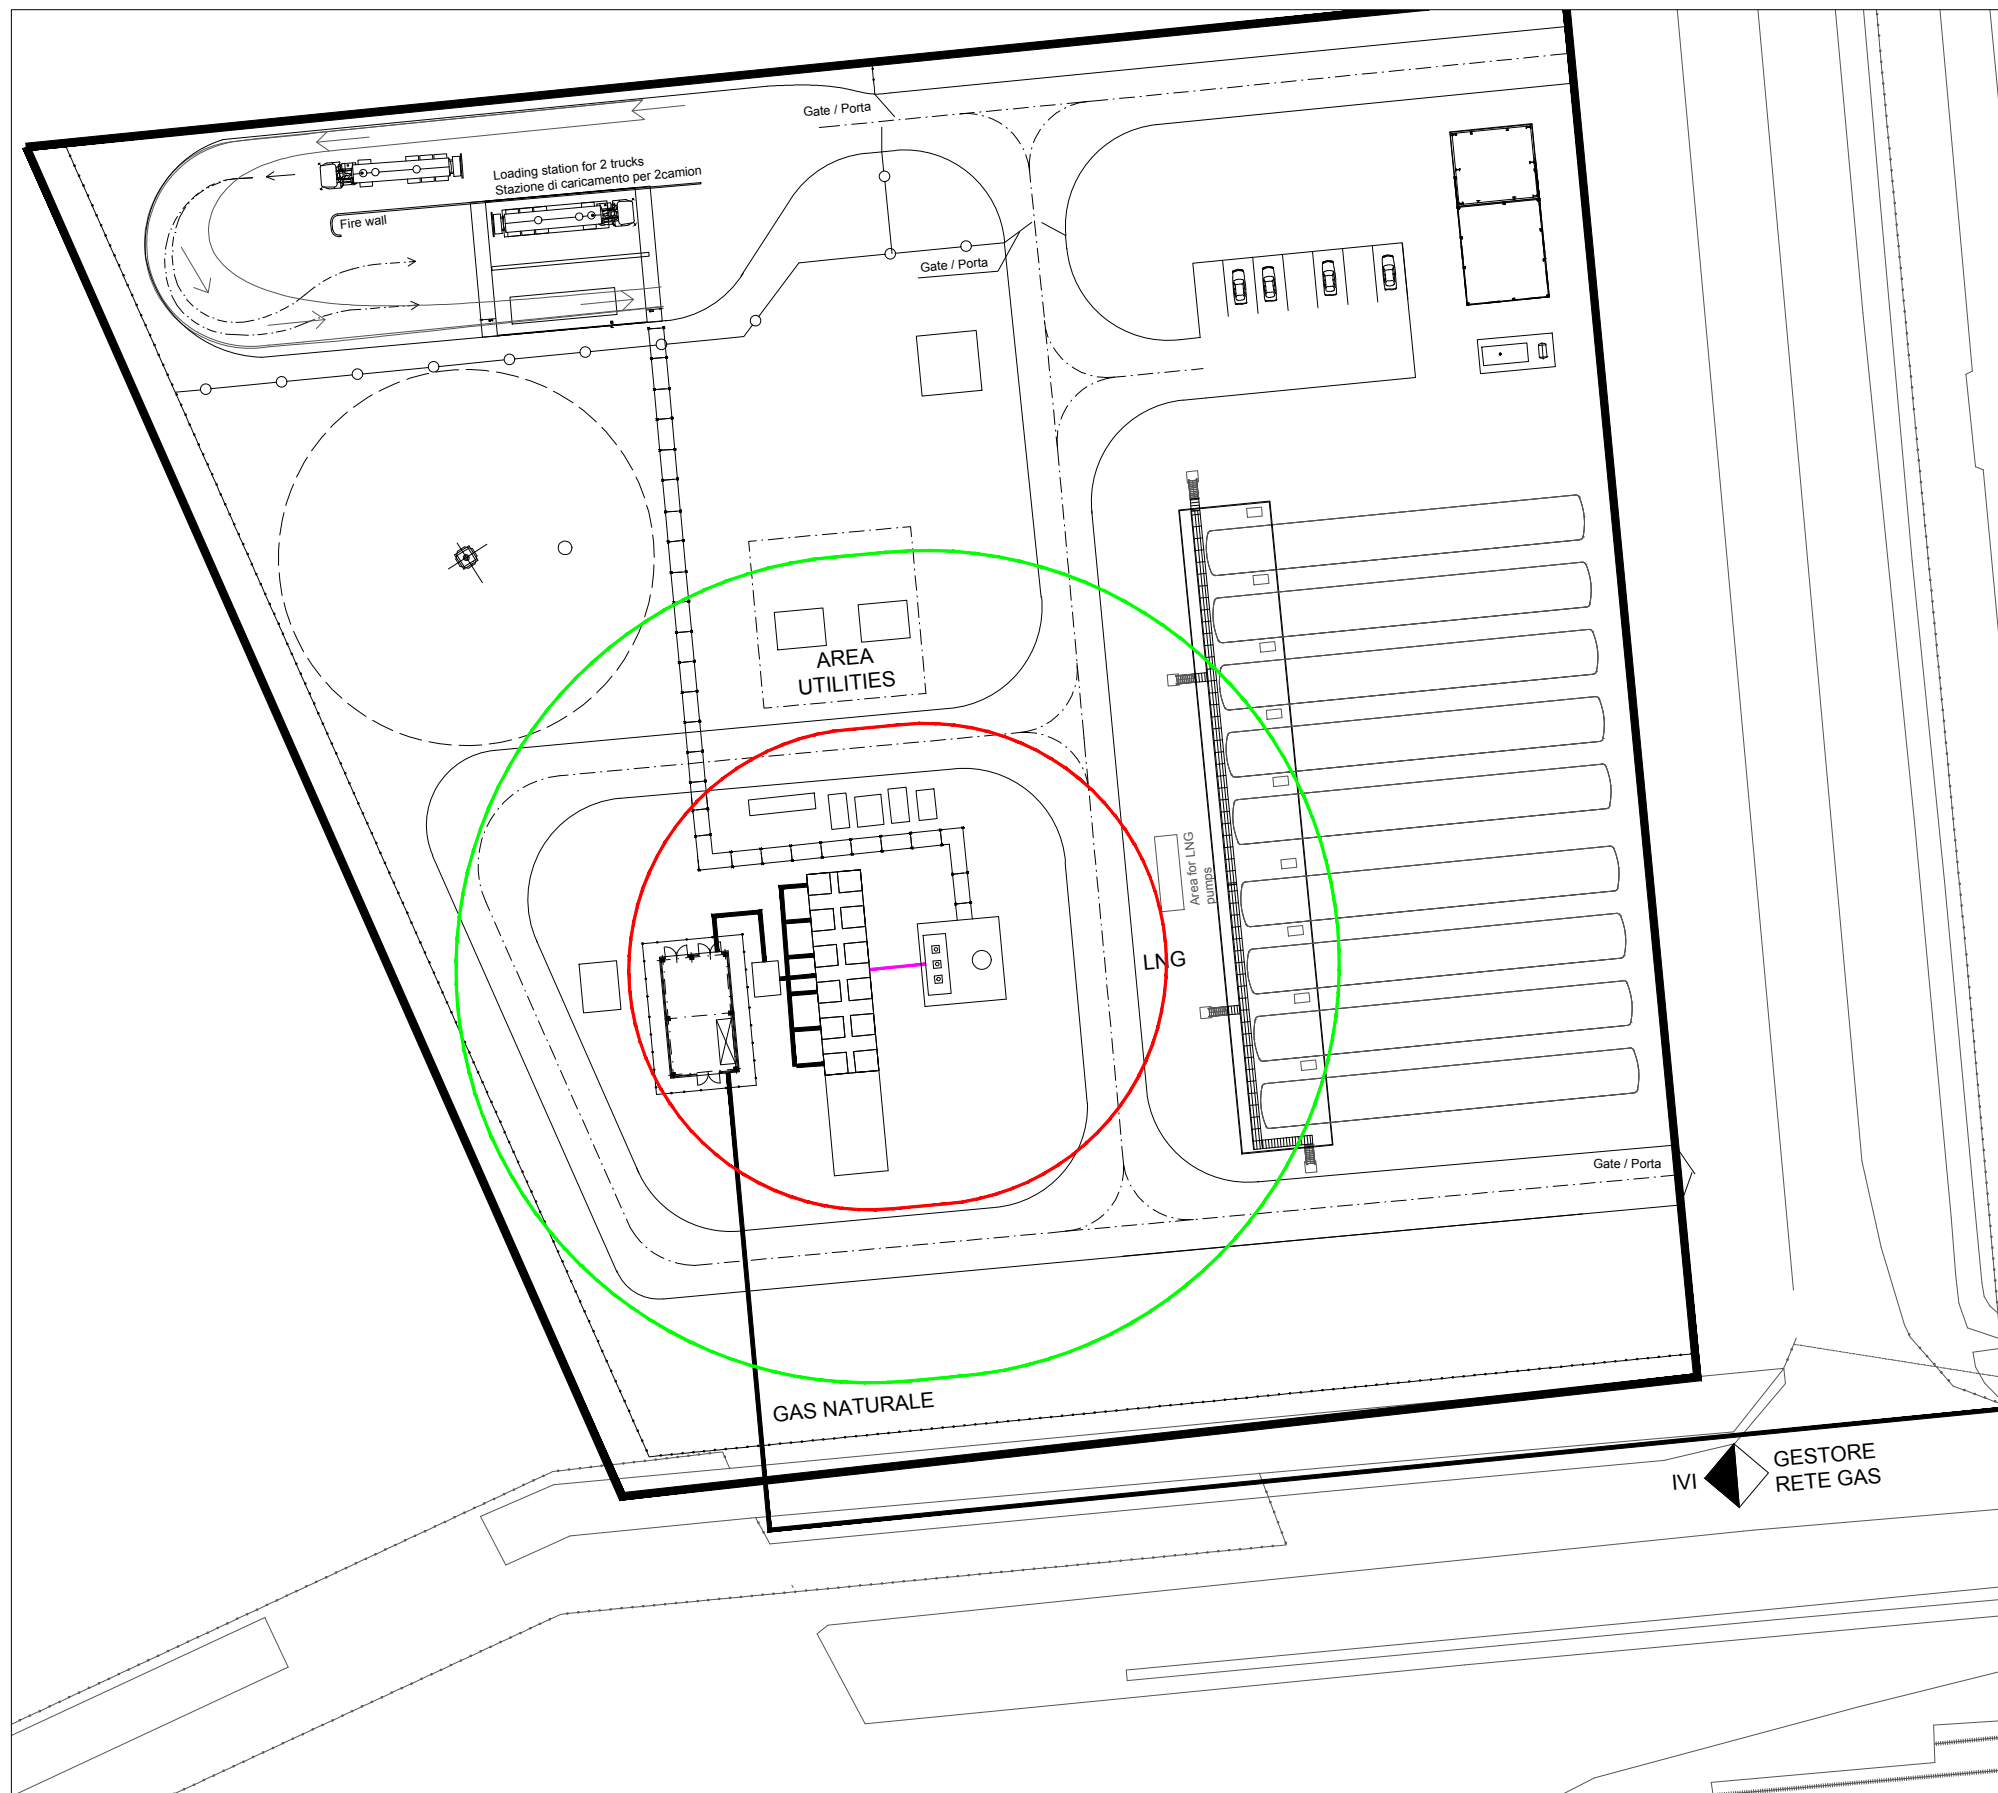 Gate / Porta
Loading station for 2 trucks
Stazione di caricamento per 2camion
Fire wall
Gate / Porta
AREA
UTILITIES
Area for LNG
pumps
LNG
Gate / Porta
GAS NATURALE
IVI
GESTORE
RETE GAS